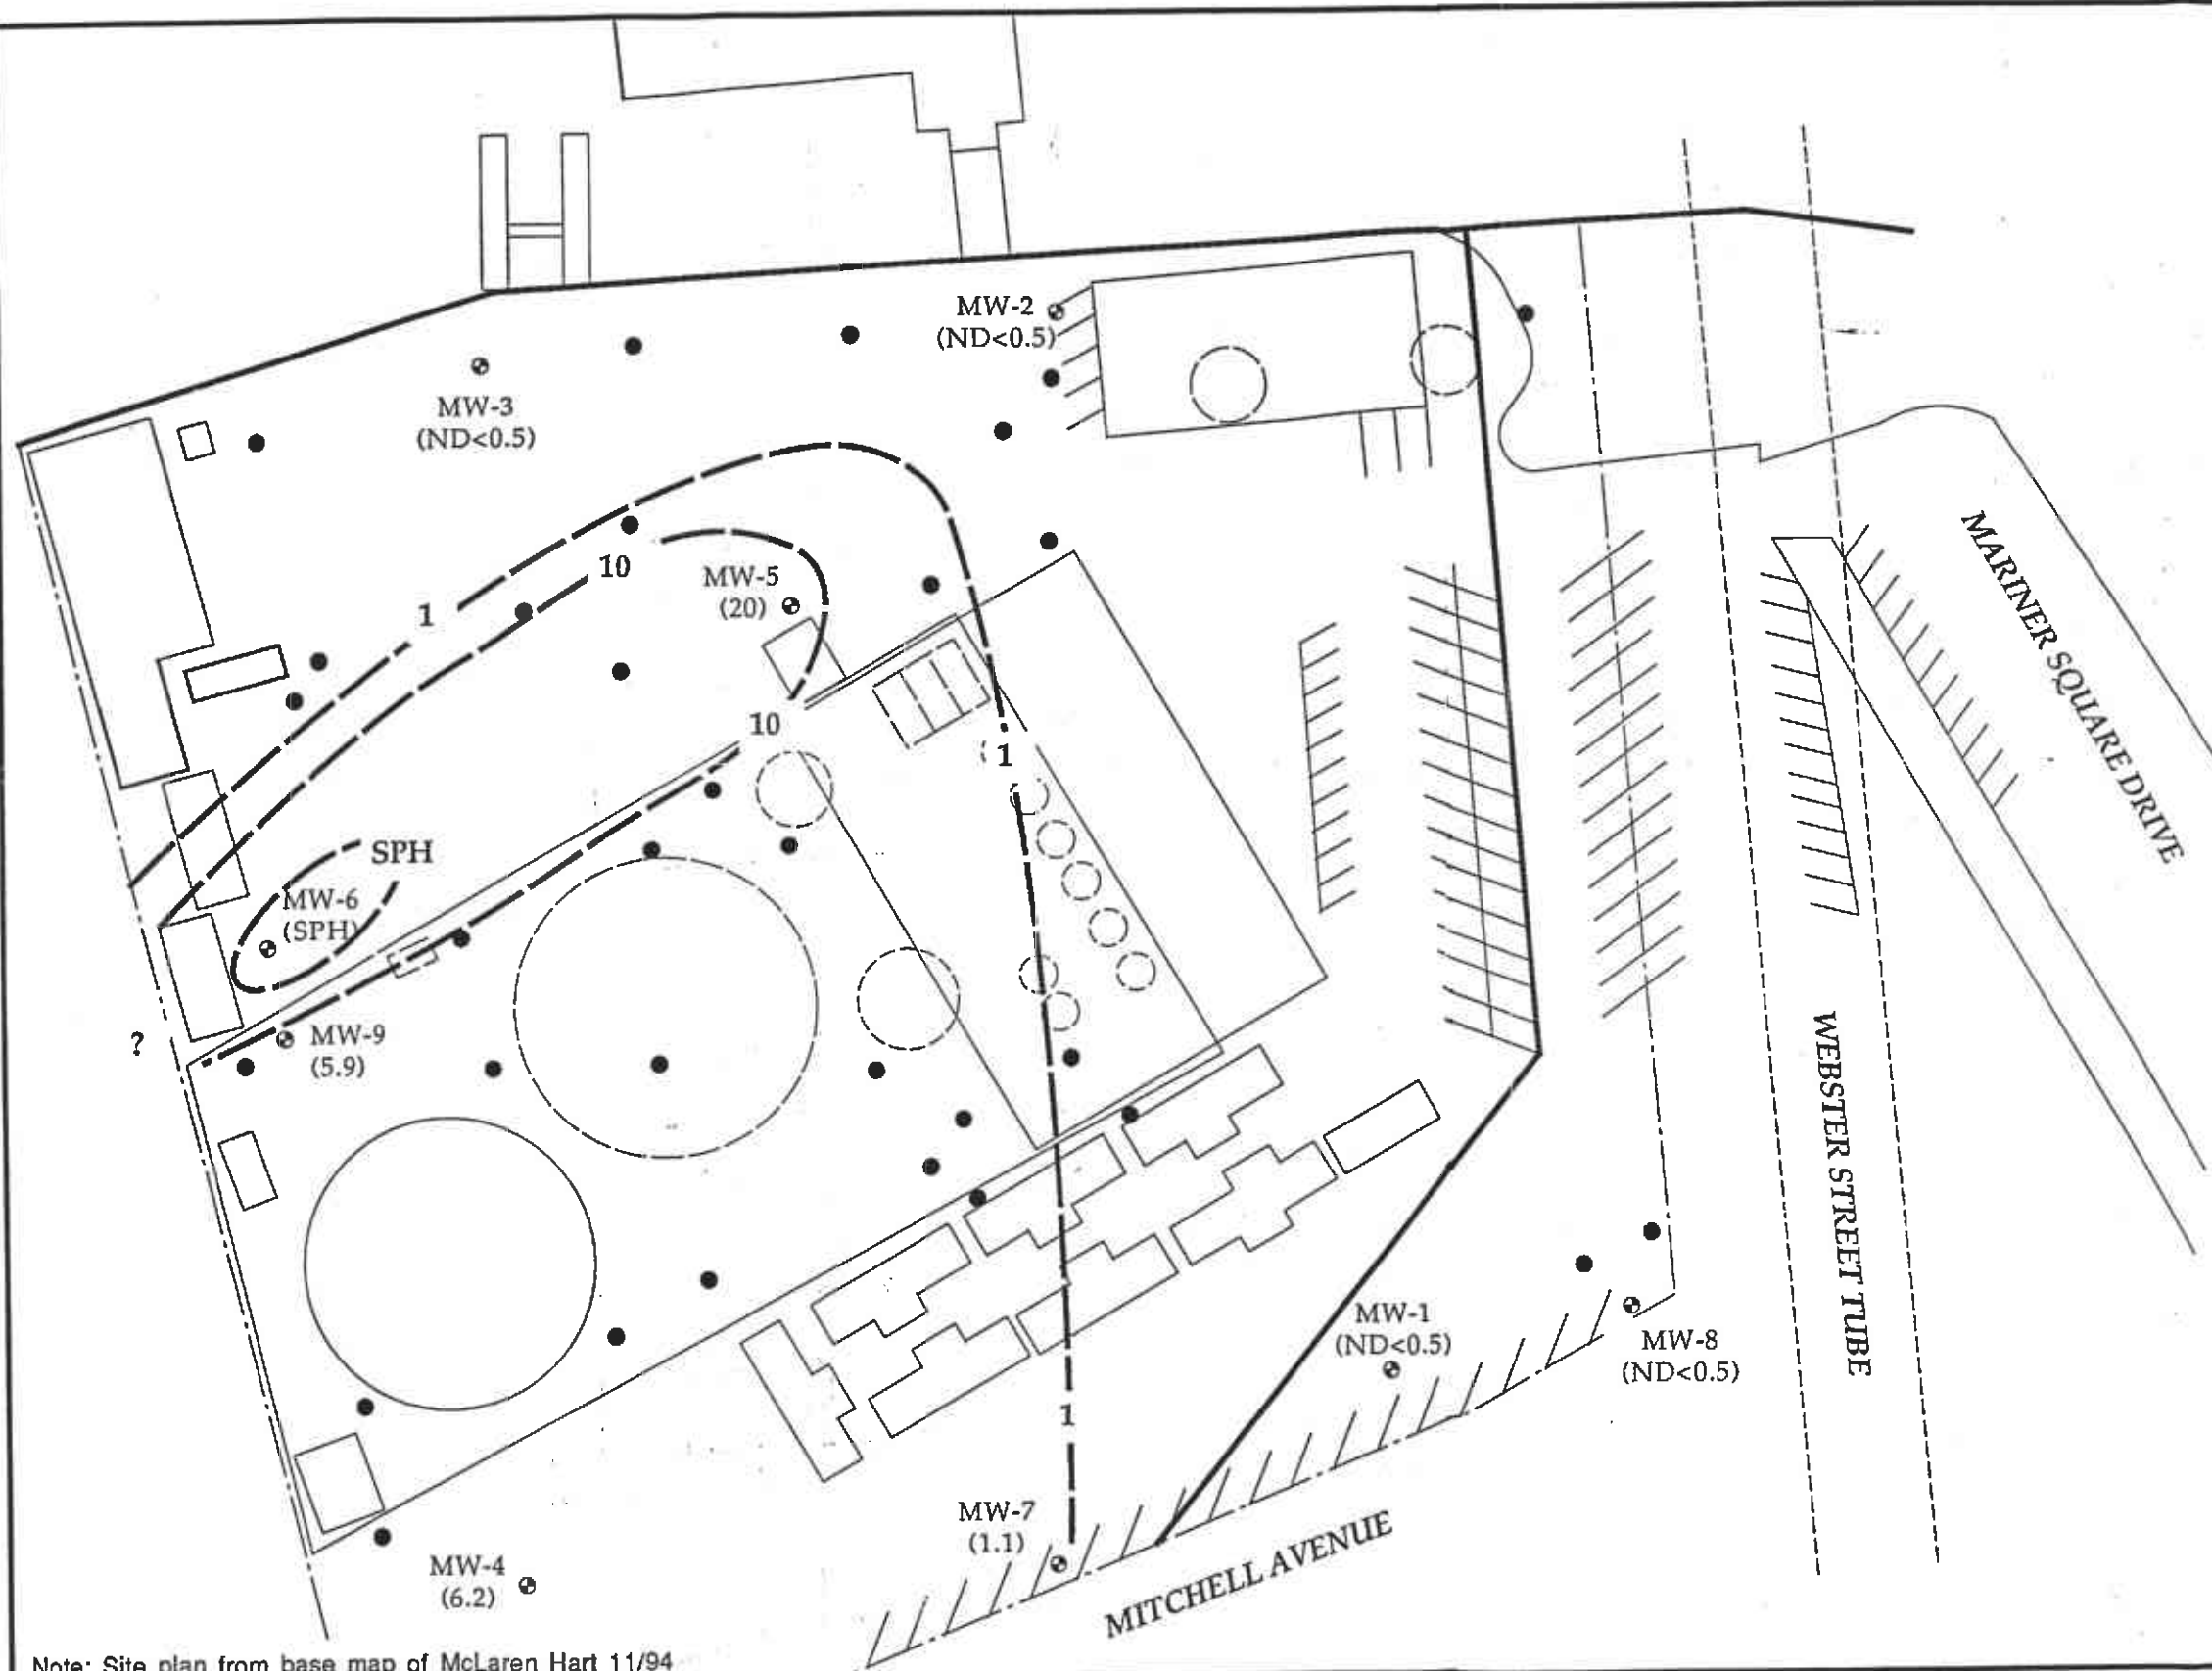 MW-2
(ND<0.5)
MW-3
(ND<0.5)
10
MW-5
(20)
1
10
1
SPH
MW-6
(SPH)
?
MW-9
(5.9)
MARINER SQUARE DRIVE
WEBSTER STREET TUBE
MW-1
(ND<0.5)
MW-8
(ND<0.5)
1
MW-7
(1.1)
MITCHELL AVENUE
MW-4
(6.2)
Note: Site plan from base map of McLaren Hart 11/94